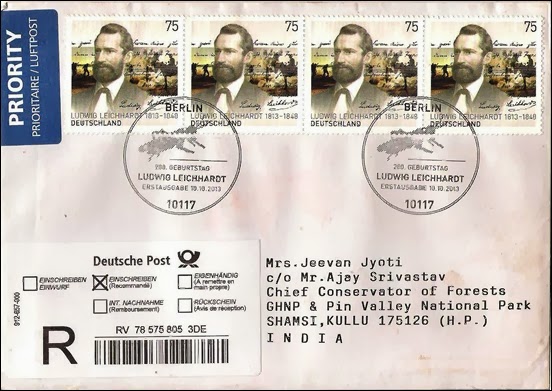 PRIORITY
PRIORITAIRE / LUFTPOST
75
75
75
75
LUDWIG LEICHHARDT 1813-1848
DEUTSCHLAND
LUDWIG LEICHHARDT 1813-1848
DEUTSCHLAND
LUDWIG LEICHHARDT 1813-1848
DEUTSCHLAND
LUDWIG LEICHHARDT 1813-1848
DEUTSCHLAND
BERLIN
200. GEBURTSTAG
LUDWIG LEICHHARDT
ERSTAUSGABE 10.10.2013
10117
BERLIN
200. GEBURTSTAG
LUDWIG LEICHHARDT
ERSTAUSGABE 10.10.2013
10117
Deutsche Post
EINSCHREIBEN
EINWURF
EINSCHREIBEN
(Recommandé)
EIGENHÄNDIG
(A remettre en
main propre)
INT. NACHNAHME
(Remboursement)
RÜCKSCHEIN
(Avis de réception)
912-657-000
R
RV 78 575 805 3DE
Mrs.Jeevan Jyoti
c/o Mr.Ajay Srivastav
Chief Conservator of Forests
GHNP & Pin Valley National Park
SHAMSI,KULLU 175126 (H.P.)
I N D I A